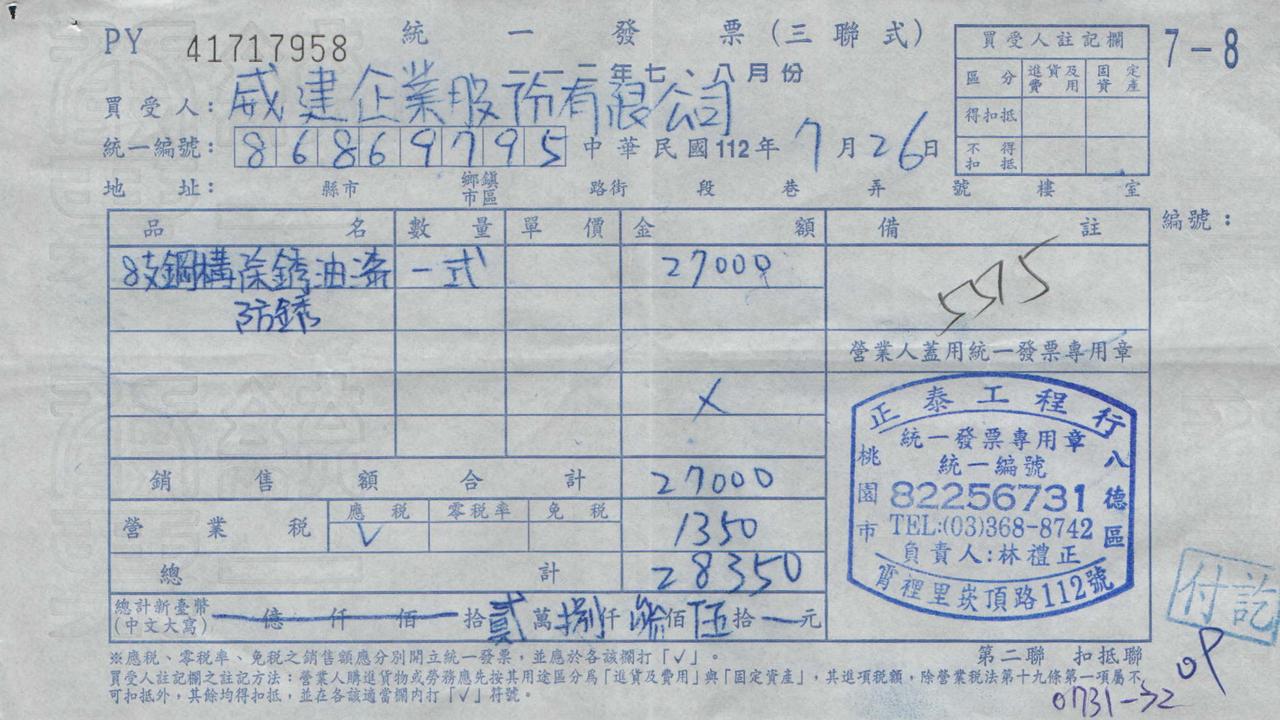 PY 41717958
統一發票(三聯式)
一一二年七、八月份
7-8
買受人註記欄
區分 進貨及費用 固定資產
得扣抵
不得扣抵
買受人: 威建企業股份有限公司
統一編號: 86869795 中華民國112年7月26日
地址: 縣市 鄉鎮市區 路街 段 巷 弄 號 樓 室
品名 數量 單價 金額 備註 編號:
8支鋼構除銹油漆 一式 27000
防銹
5575
營業人蓋用統一發票專用章
銷售額合計 27000
營業稅 應稅 零稅率 免稅
V 1350
總計 28350
總計新臺幣(中文大寫) 億仟佰拾貳萬捌仟參佰伍拾元
正泰工程行
統一發票專用章
統一編號
82256731
TEL:(03)368-8742
負責人:林禮正
桃園市
八德區
霄裡里崁頂路112號
付訖
※應稅、零稅率、免稅之銷售額應分別開立統一發票,並應於各該欄打「✓」。
第二聯 扣抵聯
買受人註記欄之註記方法:營業人購進貨物或勞務應先按其用途區分為「進貨及費用」與「固定資產」,其進項稅額,除營業稅法第十九條第一項屬不
可扣抵外,其餘均得扣抵,並在各該適當欄內打「✓」符號。
0731-32